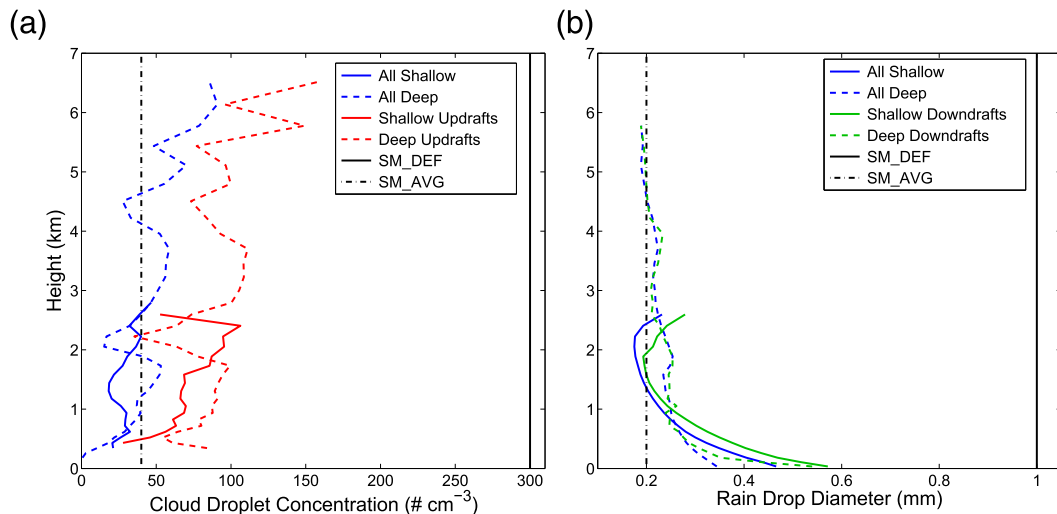 (a)
7
6
5
4
3
2
1
0
Height (km)
0 50 100 150 200 250 300
Cloud Droplet Concentration (# cm⁻³)
All Shallow
All Deep
Shallow Updrafts
Deep Updrafts
SM_DEF
SM_AVG
(b)
7
6
5
4
3
2
1
0
0.2 0.4 0.6 0.8 1
Rain Drop Diameter (mm)
All Shallow
All Deep
Shallow Downdrafts
Deep Downdrafts
SM_DEF
SM_AVG